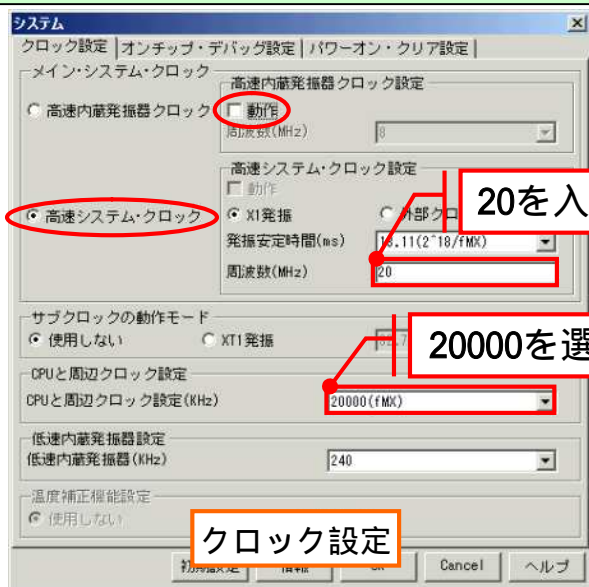 システム
クロック設定 オンチップ・デバッグ設定 パワーオン・クリア設定
メイン・システム・クロック
高速内蔵発振器クロック設定
高速内蔵発振器クロック
動作
周波数(MHz) 8
高速システム・クロック設定
動作
高速システム・クロック
X1発振
外部クロ
20を入
発振安定時間(ms) 13.11(2^18/fMX)
周波数(MHz) 20
サブクロックの動作モード
使用しない XT1発振
20000を選
CPUと周辺クロック設定
CPUと周辺クロック設定(KHz) 20000(fMX)
低速内蔵発振器設定
低速内蔵発振器(KHz) 240
温度補正機能設定
使用しない
クロック設定
Cancel ヘルプ